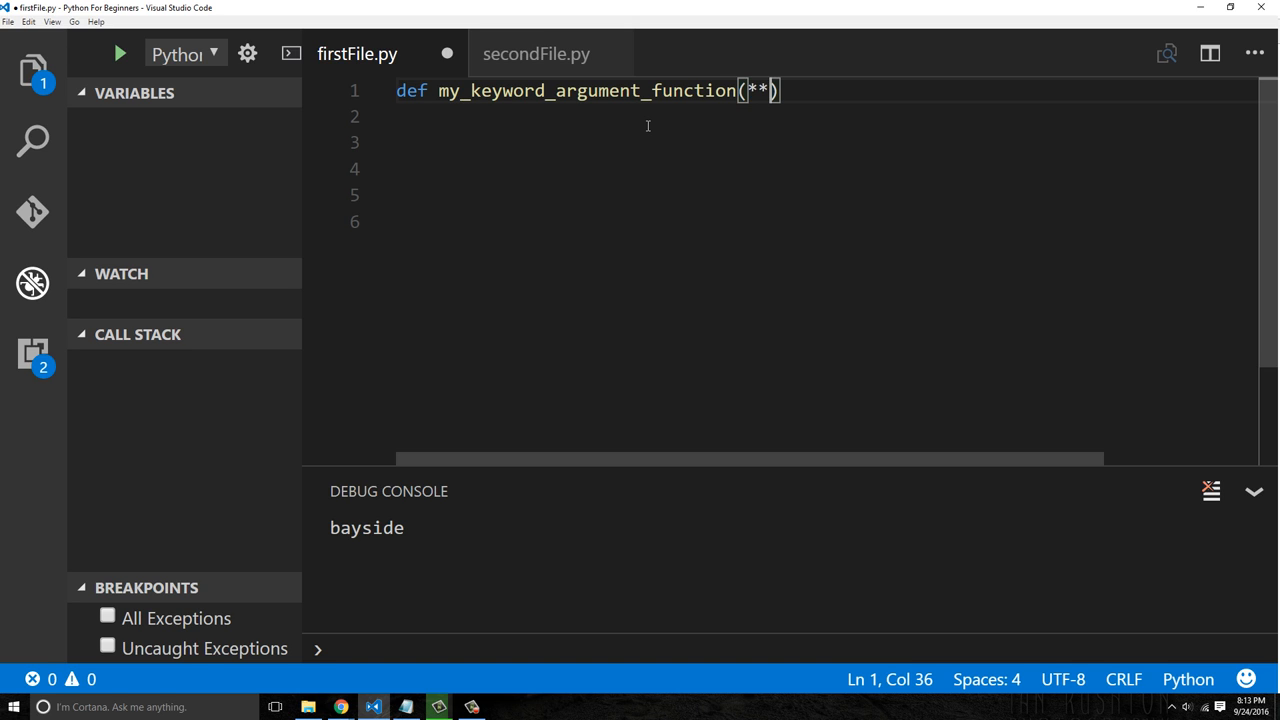 firstFile.py - Python For Beginners - Visual Studio Code
File Edit View Go Help
Pythor firstFile.py secondFile.py
1
VARIABLES
1 def my_keyword_argument_function(**)
2
3
4
5
6
WATCH
CALL STACK
2
DEBUG CONSOLE
bayside
BREAKPOINTS
All Exceptions
Uncaught Exceptions
0 0 Ln 1, Col 36 Spaces: 4 UTF-8 CRLF Python
I'm Cortana. Ask me anything.
8:13 PM
9/24/2016